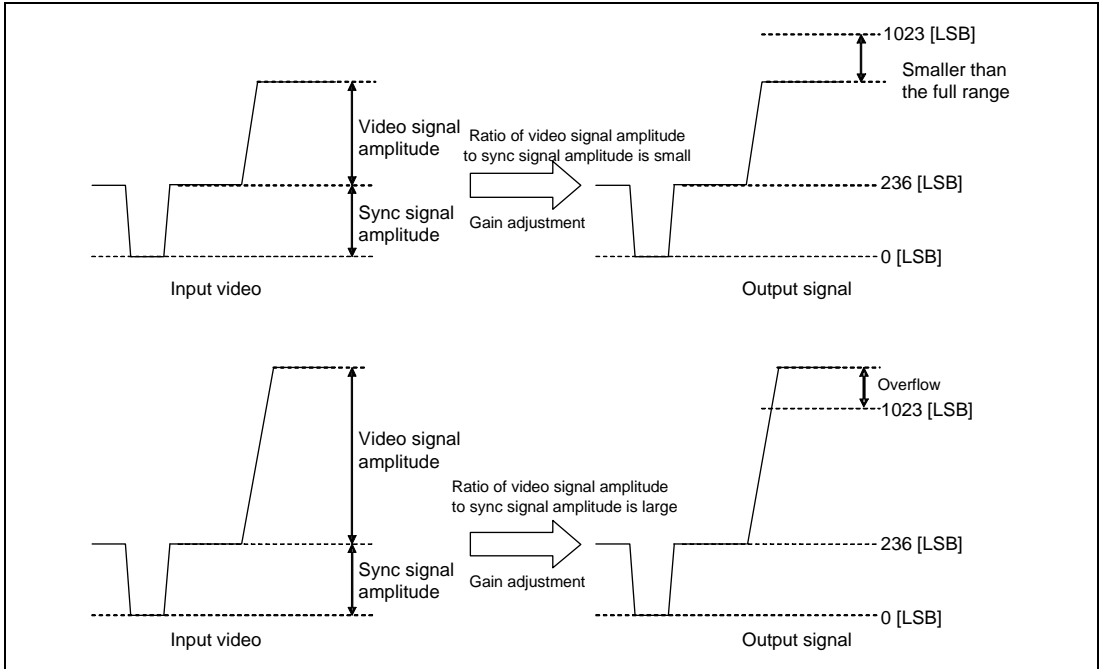 1023 [LSB]
Smaller than
the full range
Video signal
amplitude
Ratio of video signal amplitude
to sync signal amplitude is small
236 [LSB]
Sync signal
amplitude
Gain adjustment
0 [LSB]
Input video
Output signal
Overflow
1023 [LSB]
Video signal
amplitude
Ratio of video signal amplitude
to sync signal amplitude is large
236 [LSB]
Sync signal
amplitude
Gain adjustment
0 [LSB]
Input video
Output signal